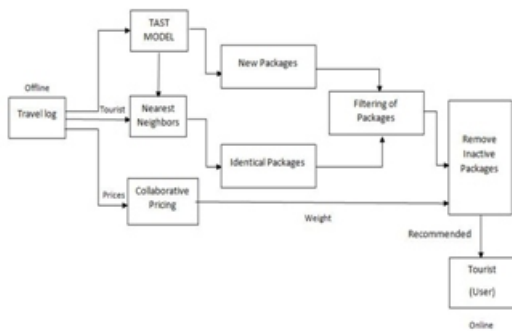 TAST
MODEL
New Packages
Offline
Travel log
Tourist
Nearest
Neighbors
Filtering of
Packages
Remove
Inactive
Packages
Identical Packages
Prices
Collaborative
Pricing
Weight
Recommended
Tourist
(User)
Online